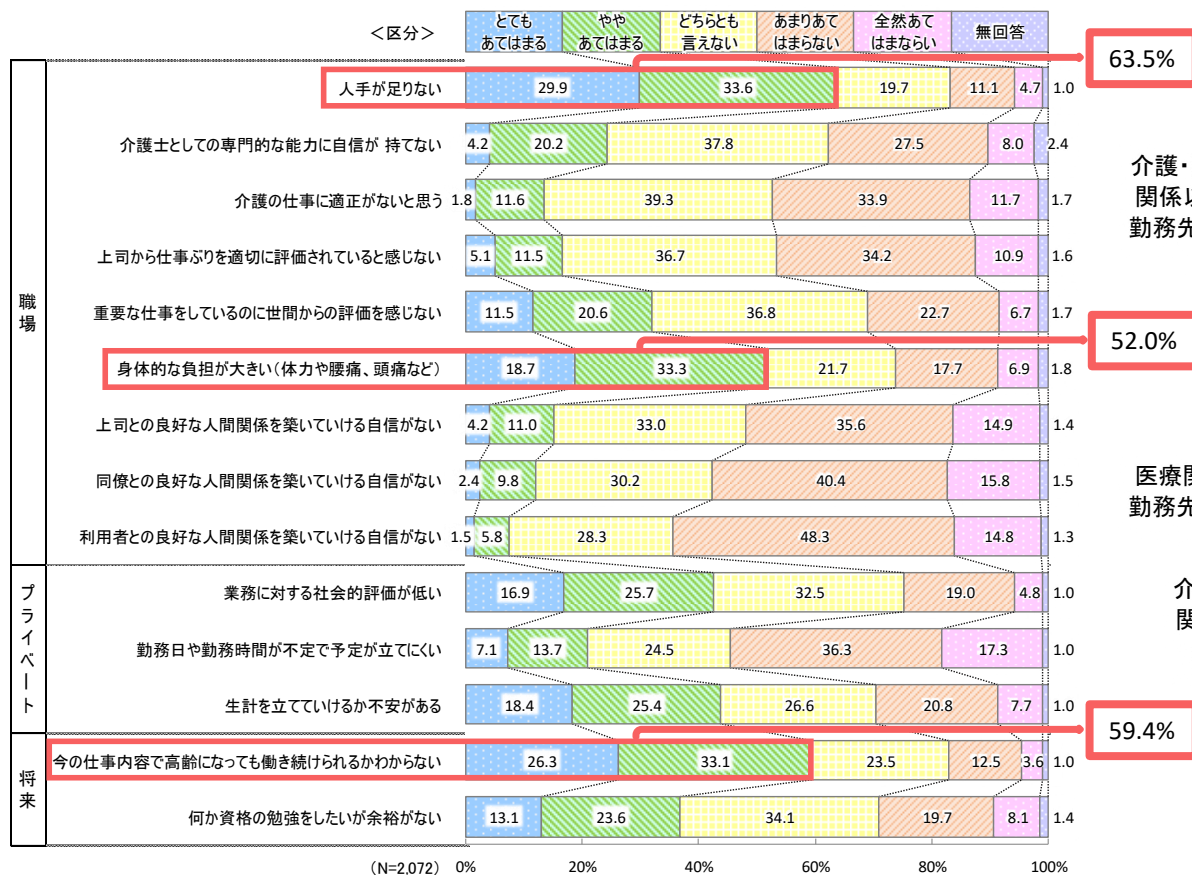 <区分>
とても
あてはまる
やや
あてはまる
どちらとも
言えない
あまりあて
はまらない
全然あて
はまならい
無回答
63.5%
職場
人手が足りない 29.9 33.6 19.7 11.1 4.7 1.0
介護士としての専門的な能力に自信が 持てない 4.2 20.2 37.8 27.5 8.0 2.4
介護の仕事に適正がないと思う 1.8 11.6 39.3 33.9 11.7 1.7
上司から仕事ぶりを適切に評価されていると感じない 5.1 11.5 36.7 34.2 10.9 1.6
重要な仕事をしているのに世間からの評価を感じない 11.5 20.6 36.8 22.7 6.7 1.7
52.0%
身体的な負担が大きい(体力や腰痛、頭痛など) 18.7 33.3 21.7 17.7 6.9 1.8
上司との良好な人間関係を築いていける自信がない 4.2 11.0 33.0 35.6 14.9 1.4
同僚との良好な人間関係を築いていける自信がない 2.4 9.8 30.2 40.4 15.8 1.5
利用者との良好な人間関係を築いていける自信がない 1.5 5.8 28.3 48.3 14.8 1.3
プライベート
業務に対する社会的評価が低い 16.9 25.7 32.5 19.0 4.8 1.0
勤務日や勤務時間が不定で予定が立てにくい 7.1 13.7 24.5 36.3 17.3 1.0
生計を立てていけるか不安がある 18.4 25.4 26.6 20.8 7.7 1.0
59.4%
将来
今の仕事内容で高齢になっても働き続けられるかわからない 26.3 33.1 23.5 12.5 3.6 1.0
何か資格の勉強をしたいが余裕がない 13.1 23.6 34.1 19.7 8.1 1.4
(N=2,072) 0% 20% 40% 60% 80% 100%
介護・
関係以
勤務先
医療関
勤務先
介
関